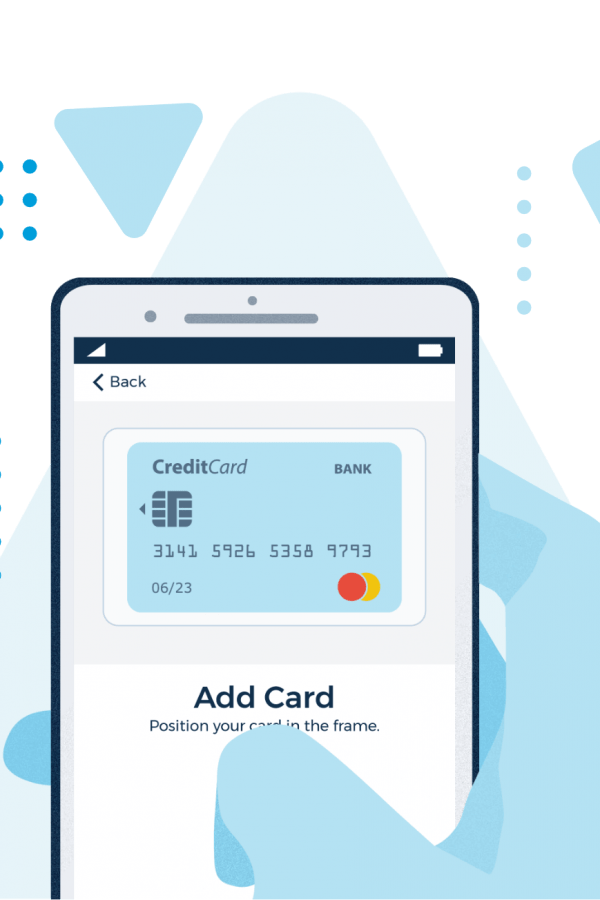 Back
CreditCard BANK
3141 5926 5358 9793
06/23
Add Card
Position your card in the frame.